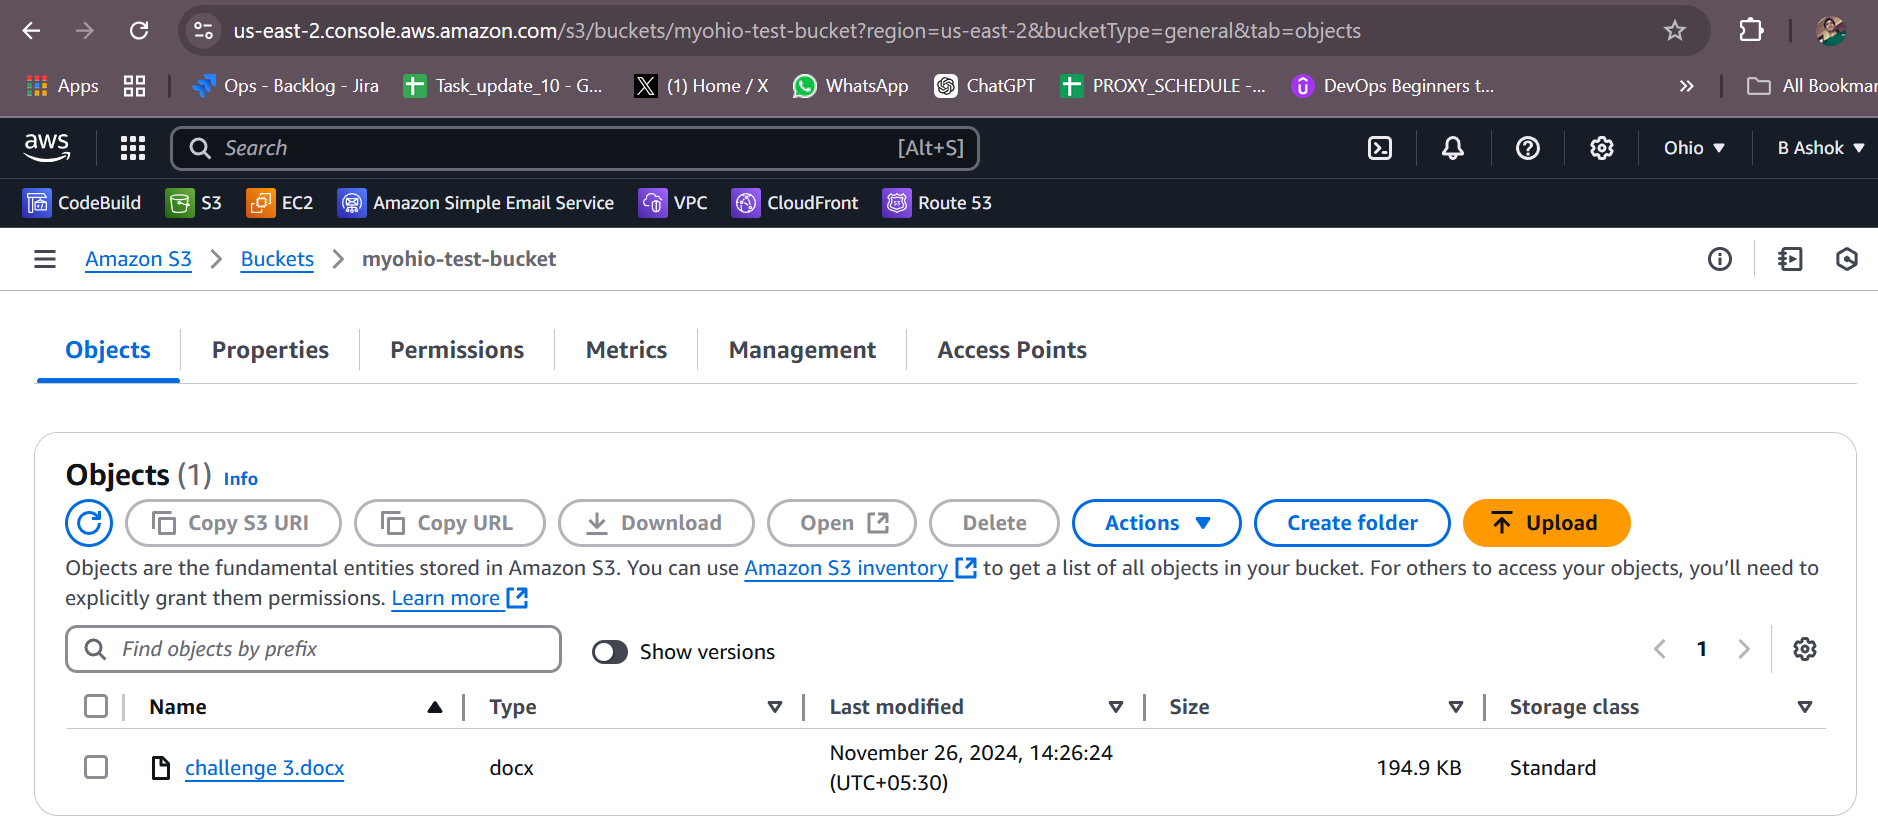 us-east-2.console.aws.amazon.com/s3/buckets/myohio-test-bucket?region=us-east-2&bucketType=general&tab=objects
Apps Ops - Backlog - Jira Task_update_10 - G... (1) Home / X WhatsApp ChatGPT PROXY_SCHEDULE -... DevOps Beginners t... » All Bookmar
aws Search [Alt+S] Ohio B Ashok
CodeBuild S3 EC2 Amazon Simple Email Service VPC CloudFront Route 53
Amazon S3 > Buckets > myohio-test-bucket
Objects Properties Permissions Metrics Management Access Points
Objects (1) Info
Copy S3 URI Copy URL Download Open Delete Actions Create folder Upload
Objects are the fundamental entities stored in Amazon S3. You can use Amazon S3 inventory to get a list of all objects in your bucket. For others to access your objects, you’ll need to
explicitly grant them permissions. Learn more
Find objects by prefix Show versions 1
Name Type Last modified Size Storage class
challenge 3.docx docx November 26, 2024, 14:26:24 194.9 KB Standard
(UTC+05:30)